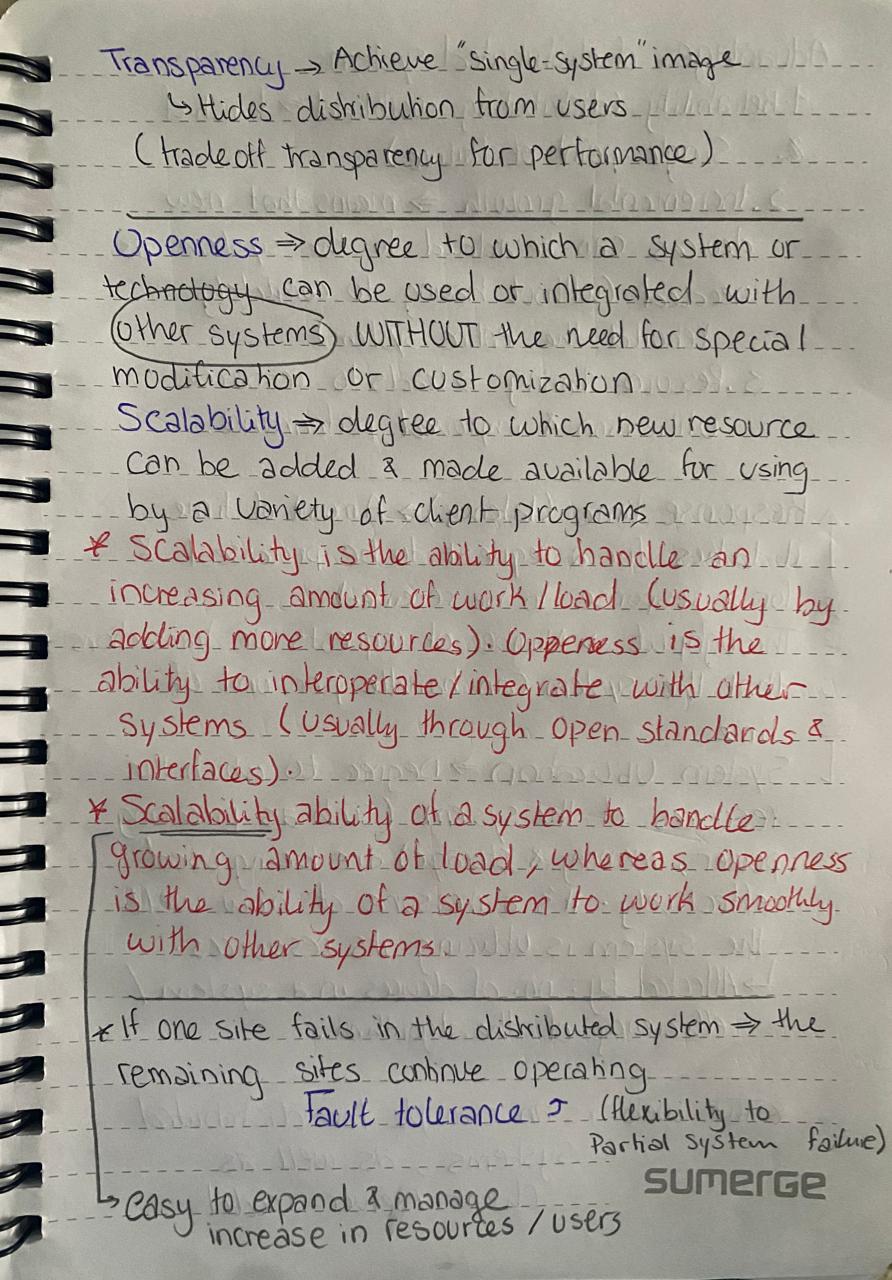 Transparency → Achieve "single-system" image
↳ Hides distribution from users
(tradeoff transparency for performance)
Openness ⇒ degree to which a system or
technology can be used or integrated with
other systems WITHOUT the need for special
modification or customization
Scalability ⇒ degree to which new resource
can be added & made available for using
by a variety of client programs
* Scalability is the ability to handle an
increasing amount of work/load (usually by
adding more resources). Oppeness is the
ability to interoperate/integrate with other
systems (usually through open standards &
interfaces).
* Scalability ability of a system to handle
growing amount of load, whereas openness
is the ability of a system to work smoothly
with other systems.
* If one site fails in the distributed system ⇒ the
remaining sites continue operating
Fault tolerance (flexibility to
Partial system failure)
sumerge
↳ easy to expand & manage
increase in resources / users